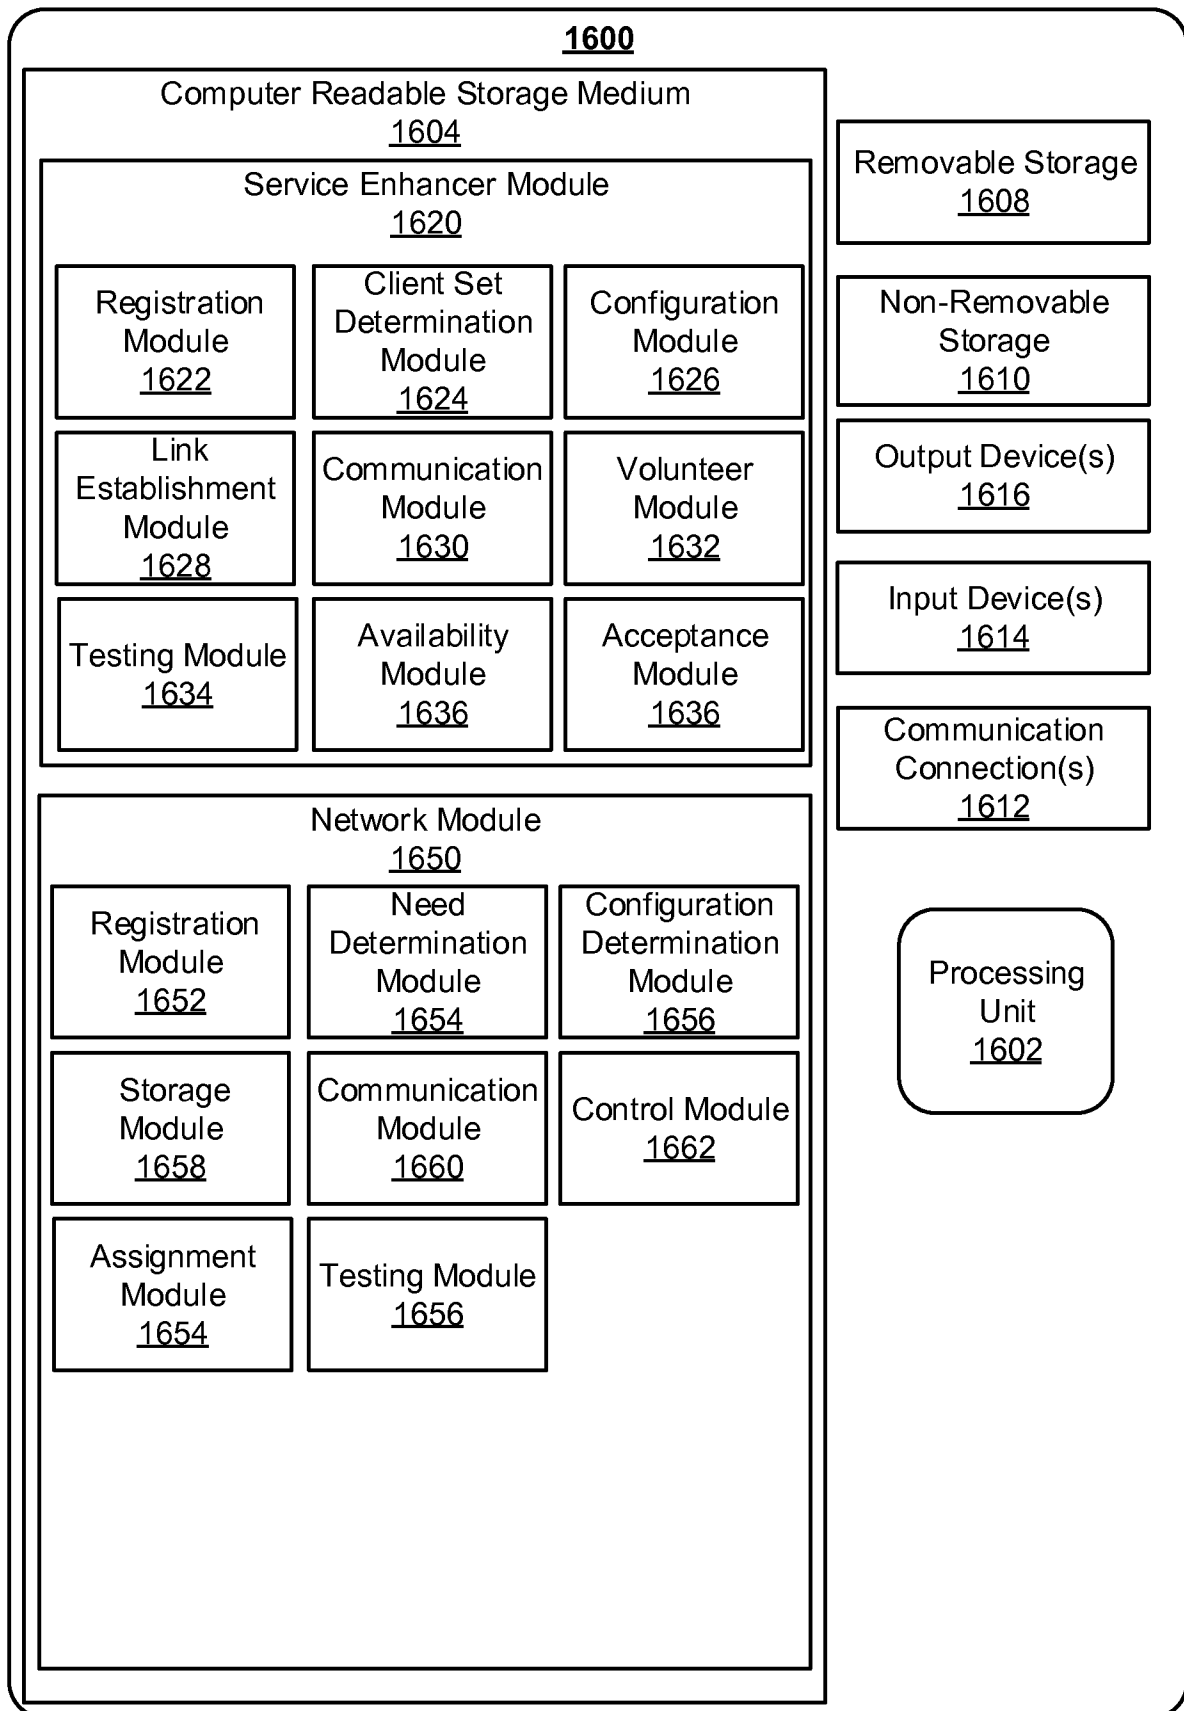 1600
Computer Readable Storage Medium
1604
Service Enhancer Module
1620
Registration
Module
1622
Client Set
Determination
Module
1624
Configuration
Module
1626
Link
Establishment
Module
1628
Communication
Module
1630
Volunteer
Module
1632
Testing Module
1634
Availability
Module
1636
Acceptance
Module
1636
Network Module
1650
Registration
Module
1652
Need
Determination
Module
1654
Configuration
Determination
Module
1656
Storage
Module
1658
Communication
Module
1660
Control Module
1662
Assignment
Module
1654
Testing Module
1656
Removable Storage
1608
Non-Removable
Storage
1610
Output Device(s)
1616
Input Device(s)
1614
Communication
Connection(s)
1612
Processing
Unit
1602